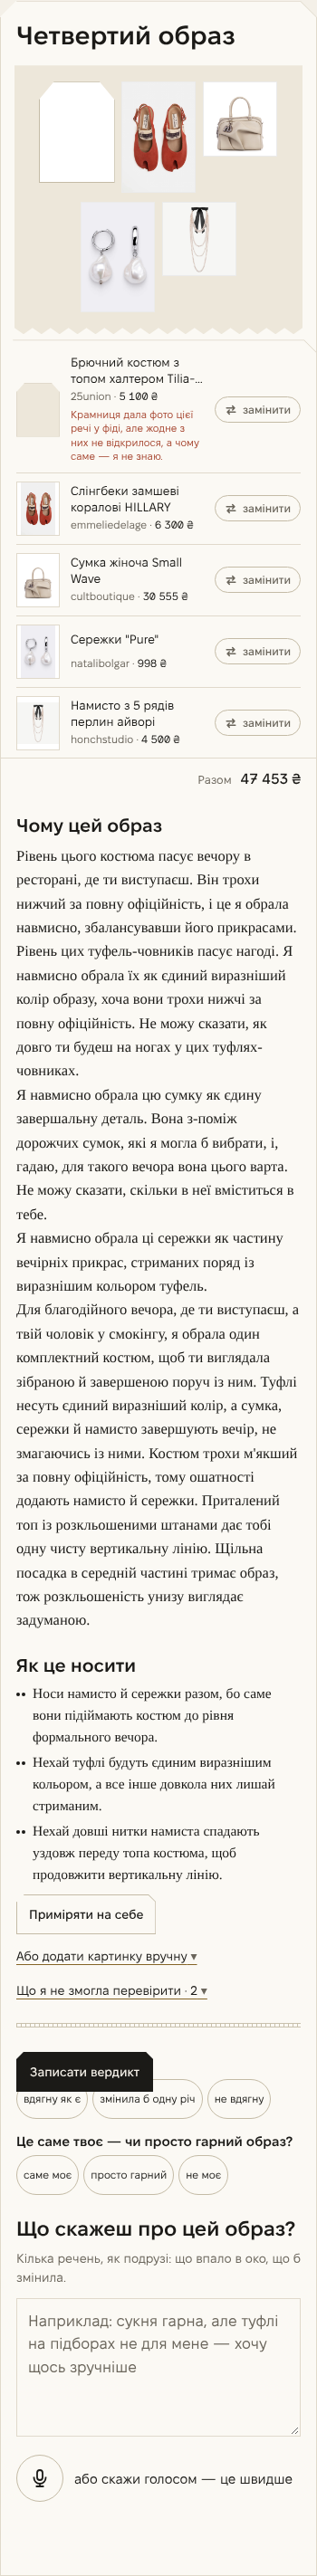 Четвертий образ
Брючний костюм з
топом халтером Tilia-...
25union · 5 100 ₴
Крамниця дала фото цієї
речі у фіді, але жодне з
них не відкрилося, а чому
саме — я не знаю.
⇄ замінити
Слінгбеки замшеві
коралові HILLARY
emmeliedelage · 6 300 ₴
⇄ замінити
Сумка жіноча Small
Wave
cultboutique · 30 555 ₴
⇄ замінити
Сережки "Pure"
natalibolgar · 998 ₴
⇄ замінити
Намисто з 5 рядів
перлин айворі
honchstudio · 4 500 ₴
⇄ замінити
Разом 47 453 ₴
Чому цей образ
Рівень цього костюма пасує вечору в
ресторані, де ти виступаєш. Він трохи
нижчий за повну офіційність, і це я обрала
навмисно, збалансувавши його прикрасами.
Рівень цих туфель-човників пасує нагоді. Я
навмисно обрала їх як єдиний виразніший
колір образу, хоча вони трохи нижчі за
повну офіційність. Не можу сказати, як
довго ти будеш на ногах у цих туфлях-
човниках.
Я навмисно обрала цю сумку як єдину
завершальну деталь. Вона з-поміж
дорожчих сумок, які я могла б вибрати, і,
гадаю, для такого вечора вона цього варта.
Не можу сказати, скільки в неї вміститься в
тебе.
Я навмисно обрала ці сережки як частину
вечірніх прикрас, стриманих поряд із
виразнішим кольором туфель.
Для благодійного вечора, де ти виступаєш, а
твій чоловік у смокінгу, я обрала один
комплектний костюм, щоб ти виглядала
зібраною й завершеною поруч із ним. Туфлі
несуть єдиний виразніший колір, а сумка,
сережки й намисто завершують вечір, не
змагаючись із ними. Костюм трохи м'якший
за повну офіційність, тому ошатності
додають намисто й сережки. Приталений
топ із розкльошеними штанами дає тобі
одну чисту вертикальну лінію. Щільна
посадка в середній частині тримає образ,
тож розкльошеність унизу виглядає
задуманою.
Як це носити
•• Носи намисто й сережки разом, бо саме
вони підіймають костюм до рівня
формального вечора.
•• Нехай туфлі будуть єдиним виразнішим
кольором, а все інше довкола них лишай
стриманим.
•• Нехай довші нитки намиста спадають
уздовж переду топа костюма, щоб
продовжити вертикальну лінію.
Приміряти на себе
Або додати картинку вручну ▾
Що я не змогла перевірити · 2 ▾
Записати вердикт
вдягну як є
змінила б одну річ
не вдягну
Це саме твоє — чи просто гарний образ?
саме моє
просто гарний
не моє
Що скажеш про цей образ?
Кілька речень, як подрузі: що впало в око, що б
змінила.
Наприклад: сукня гарна, але туфлі
на підборах не для мене — хочу
щось зручніше
або скажи голосом — це швидше